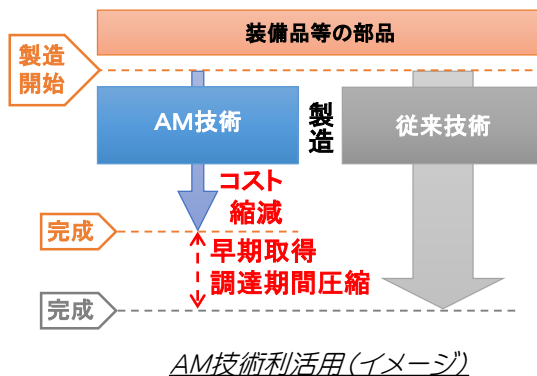 装備品等の部品
製造
開始
AM技術
製造
従来技術
コスト
縮減
完成
早期取得
調達期間圧縮
完成
AM技術利活用（イメージ）